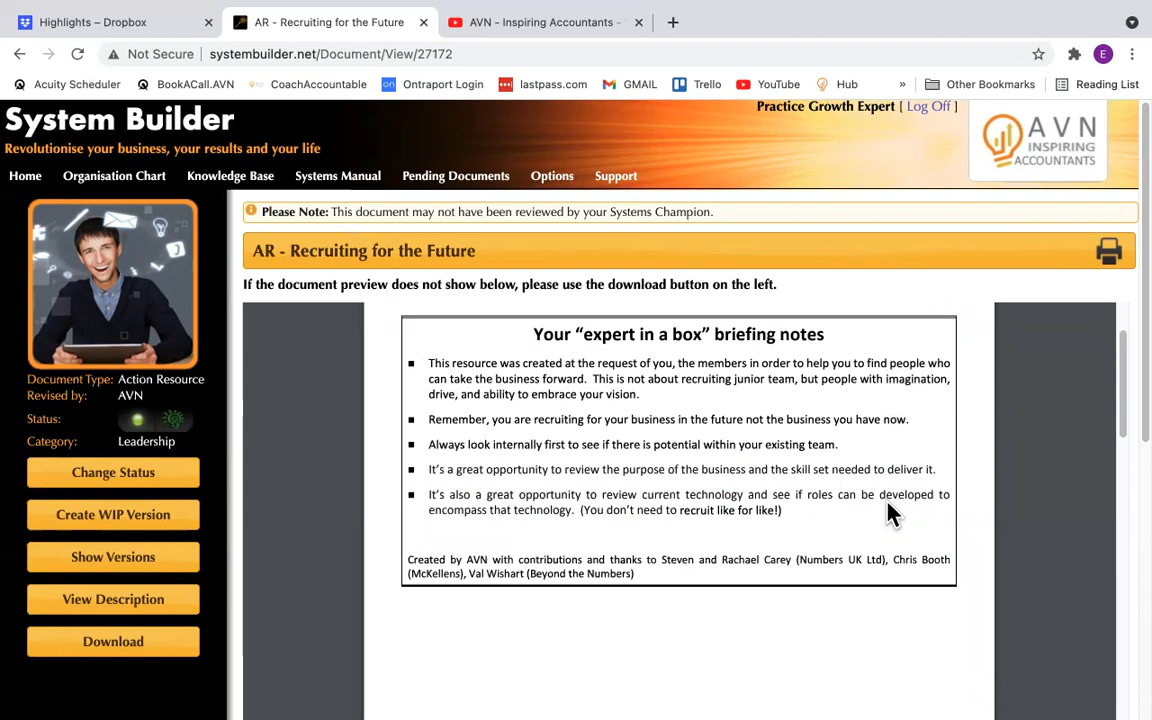 Highlights – Dropbox
AR - Recruiting for the Future
AVN - Inspiring Accountants -
Not Secure
systembuilder.net/Document/View/27172
E
Acuity Scheduler
BookACall.AVN
CoachAccountable
Ontraport Login
lastpass.com
GMAIL
Trello
YouTube
Hub
»
Other Bookmarks
Reading List
System Builder
Revolutionise your business, your results and your life
Practice Growth Expert [ Log Off ]
AVN
INSPIRING
ACCOUNTANTS
Home
Organisation Chart
Knowledge Base
Systems Manual
Pending Documents
Options
Support
Please Note: This document may not have been reviewed by your Systems Champion.
AR - Recruiting for the Future
If the document preview does not show below, please use the download button on the left.
Document Type: Action Resource
Revised by: AVN
Status:
Category: Leadership
Change Status
Create WIP Version
Show Versions
View Description
Download
Your “expert in a box” briefing notes
This resource was created at the request of you, the members in order to help you to find people who
can take the business forward. This is not about recruiting junior team, but people with imagination,
drive, and ability to embrace your vision.
Remember, you are recruiting for your business in the future not the business you have now.
Always look internally first to see if there is potential within your existing team.
It’s a great opportunity to review the purpose of the business and the skill set needed to deliver it.
It’s also a great opportunity to review current technology and see if roles can be developed to
encompass that technology. (You don’t need to recruit like for like!)
Created by AVN with contributions and thanks to Steven and Rachael Carey (Numbers UK Ltd), Chris Booth
(McKellens), Val Wishart (Beyond the Numbers)